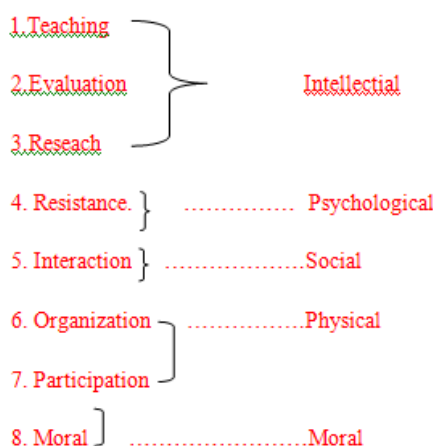 1.Teaching
2.Evaluation Intellectial
3.Reseach
4. Resistance. .............. Psychological
5. Interaction ..................Social
6. Organization ...............Physical
7. Participation
8. Moral .......................Moral